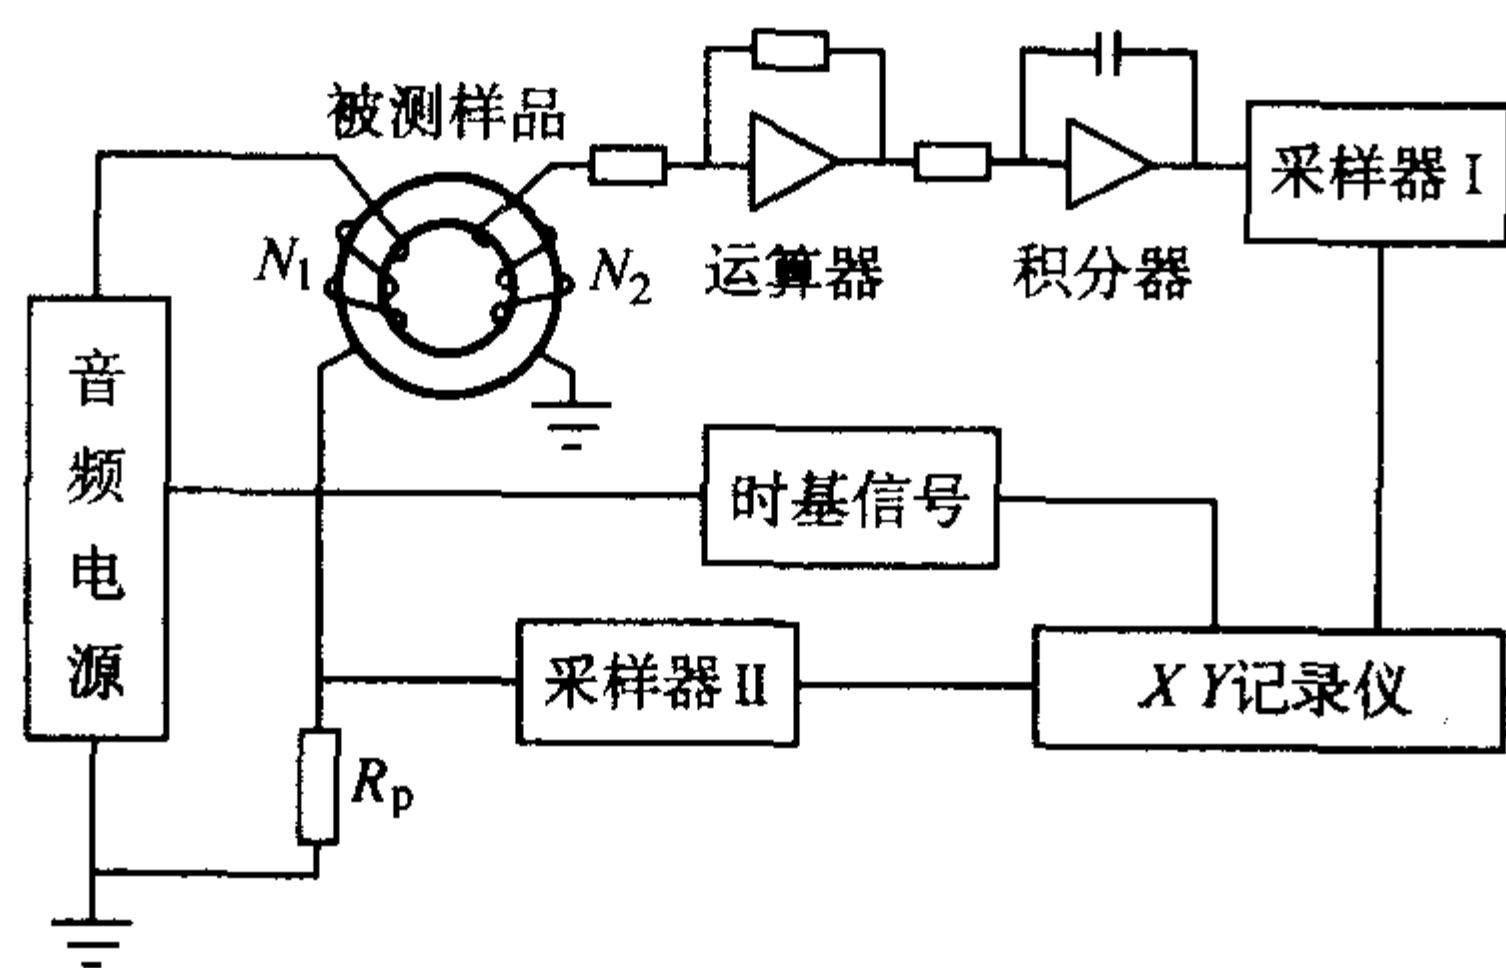 被测样品
采样器 I
N1
N2
运算器
积分器
音频电源
时基信号
采样器 II
X Y记录仪
Rp